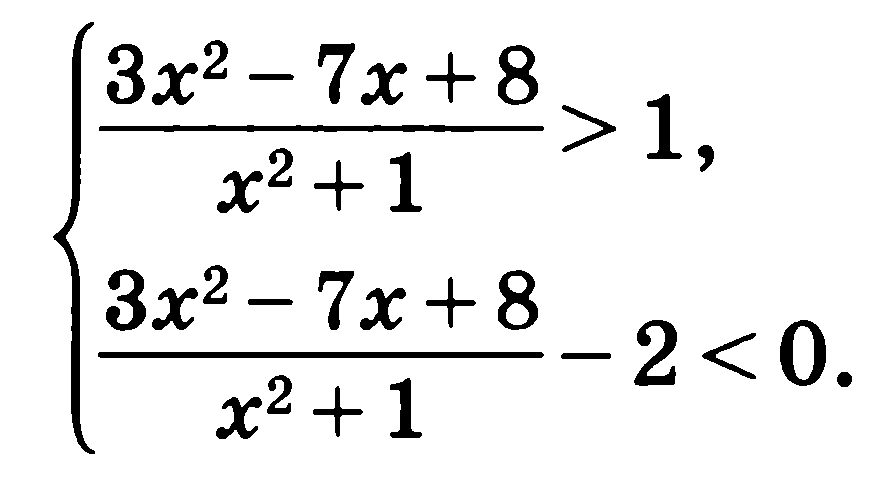 3x² − 7x + 8
x² + 1
> 1,
3x² − 7x + 8
x² + 1
− 2 < 0.